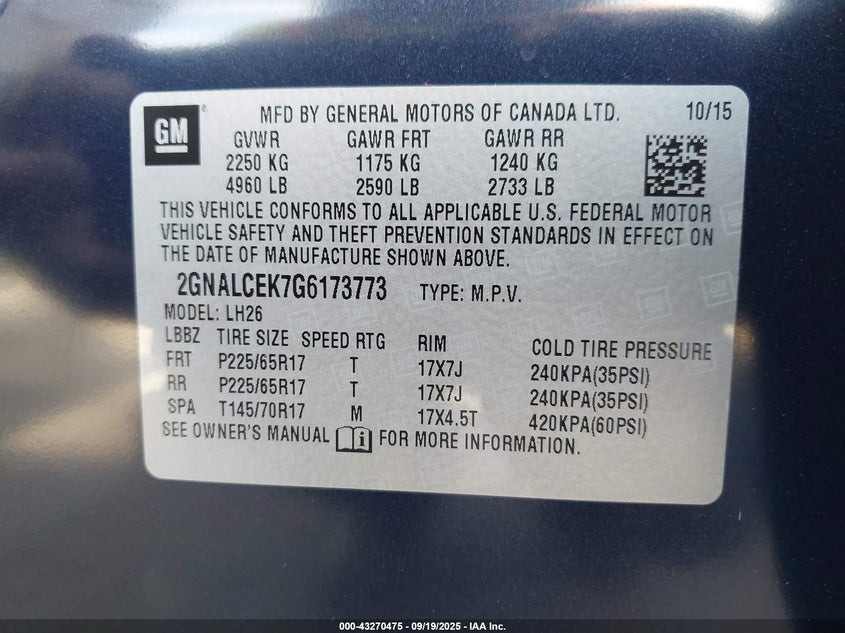 GM
MFD BY GENERAL MOTORS OF CANADA LTD. 10/15
GVWR GAWR FRT GAWR RR
2250 KG 1175 KG 1240 KG
4960 LB 2590 LB 2733 LB
THIS VEHICLE CONFORMS TO ALL APPLICABLE U.S. FEDERAL MOTOR
VEHICLE SAFETY AND THEFT PREVENTION STANDARDS IN EFFECT ON
THE DATE OF MANUFACTURE SHOWN ABOVE.
2GNALCEK7G6173773 TYPE: M.P.V.
MODEL: LH26
LBBZ TIRE SIZE SPEED RTG RIM COLD TIRE PRESSURE
FRT P225/65R17 T 17X7J 240KPA(35PSI)
RR P225/65R17 T 17X7J 240KPA(35PSI)
SPA T145/70R17 M 17X4.5T 420KPA(60PSI)
SEE OWNER'S MANUAL i FOR MORE INFORMATION.
000-43270475 - 09/19/2025 - IAA Inc.